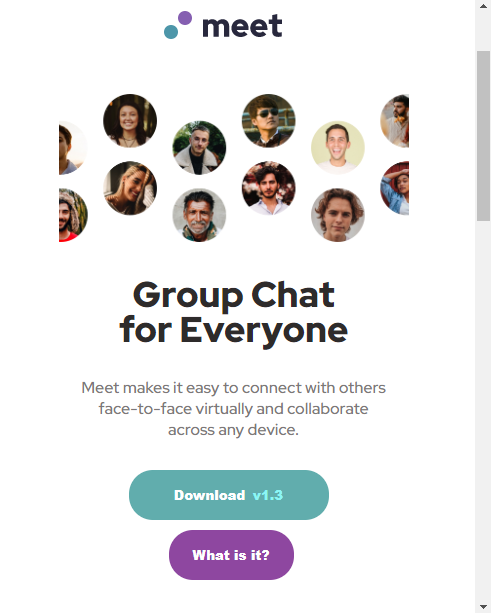 meet
Group Chat
for Everyone
Meet makes it easy to connect with others
face-to-face virtually and collaborate
across any device.
Download v1.3
What is it?